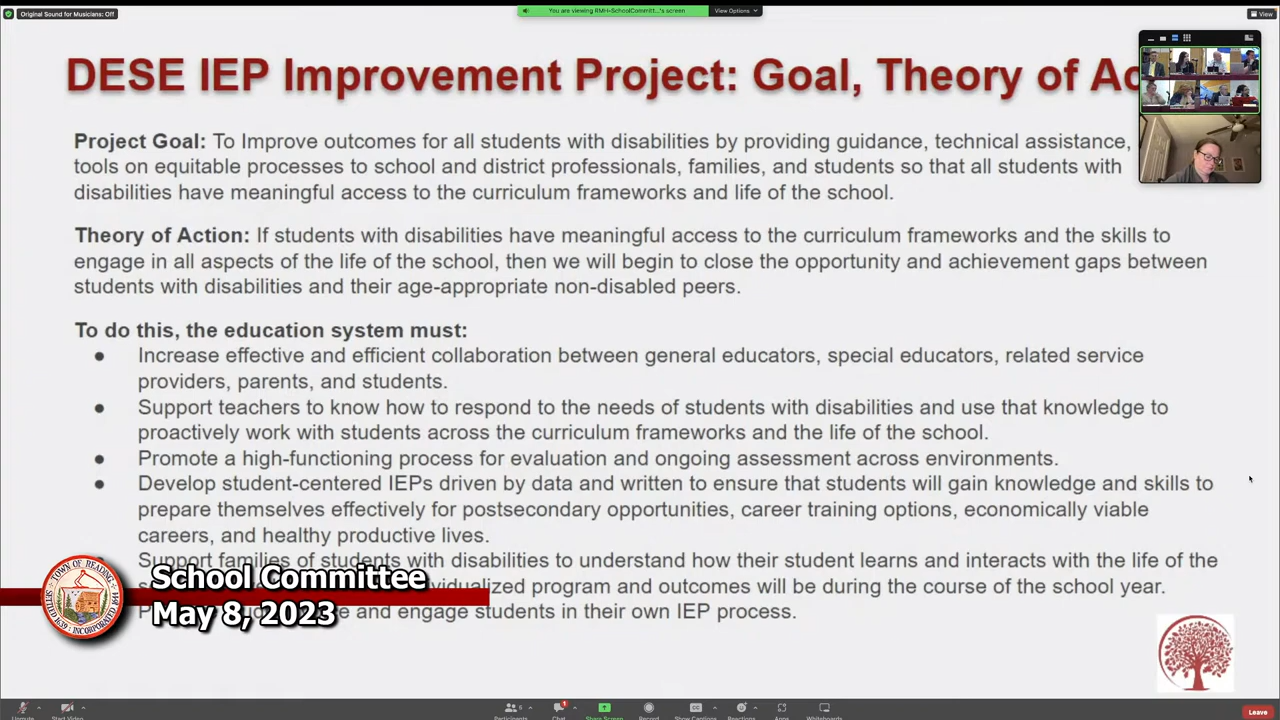 Original Sound for Musicians: Off
You are viewing RMH-SchoolCommitt...'s screen
View Options
View
DESE IEP Improvement Project: Goal, Theory of Ac
Project Goal: To Improve outcomes for all students with disabilities by providing guidance, technical assistance,
tools on equitable processes to school and district professionals, families, and students so that all students with
disabilities have meaningful access to the curriculum frameworks and life of the school.
Theory of Action: If students with disabilities have meaningful access to the curriculum frameworks and the skills to
engage in all aspects of the life of the school, then we will begin to close the opportunity and achievement gaps between
students with disabilities and their age-appropriate non-disabled peers.
To do this, the education system must:
● Increase effective and efficient collaboration between general educators, special educators, related service
providers, parents, and students.
● Support teachers to know how to respond to the needs of students with disabilities and use that knowledge to
proactively work with students across the curriculum frameworks and the life of the school.
● Promote a high-functioning process for evaluation and ongoing assessment across environments.
● Develop student-centered IEPs driven by data and written to ensure that students will gain knowledge and skills to
prepare themselves effectively for postsecondary opportunities, career training options, economically viable
careers, and healthy productive lives.
Support families of students with disabilities to understand how their student learns and interacts with the life of the
program and outcomes will be during the course of the school year.
and engage students in their own IEP process.
School Committee
May 8, 2023
TOWN OF READING
SETTLED 1639 INCORPORATED 1644
Unmute
Start Video
Participants
6
Chat
1
Share Screen
Record
Show Captions
Reactions
Apps
Whiteboards
Leave